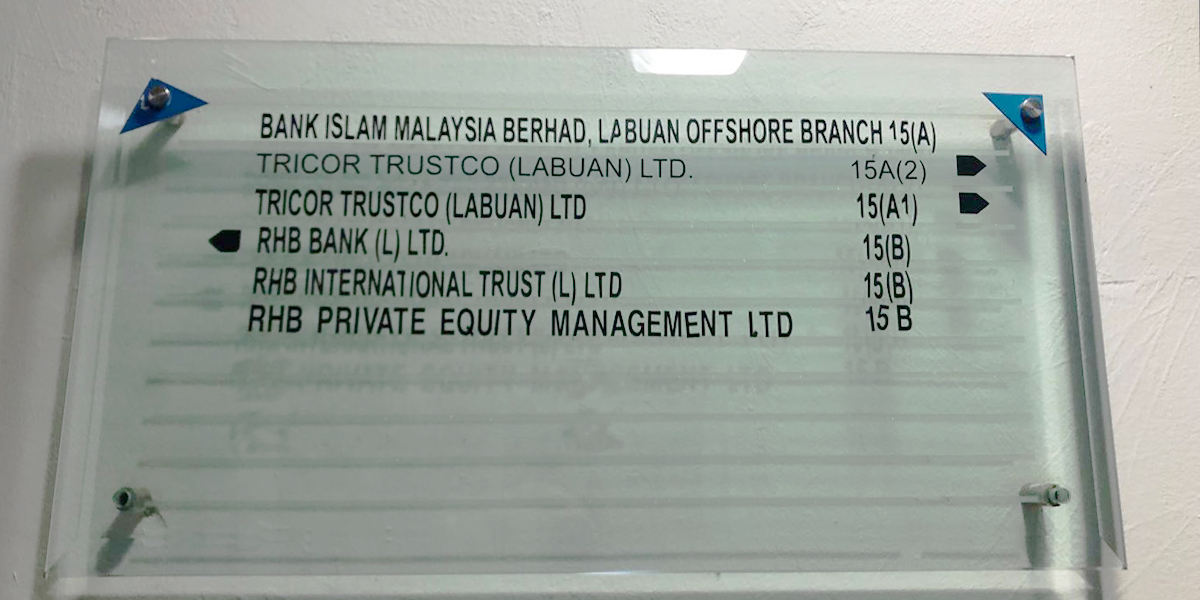 BANK ISLAM MALAYSIA BERHAD, LABUAN OFFSHORE BRANCH 15(A)
TRICOR TRUSTCO (LABUAN) LTD. 15A(2)
TRICOR TRUSTCO (LABUAN) LTD 15(A1)
RHB BANK (L) LTD. 15(B)
RHB INTERNATIONAL TRUST (L) LTD 15(B)
RHB PRIVATE EQUITY MANAGEMENT LTD 15 B